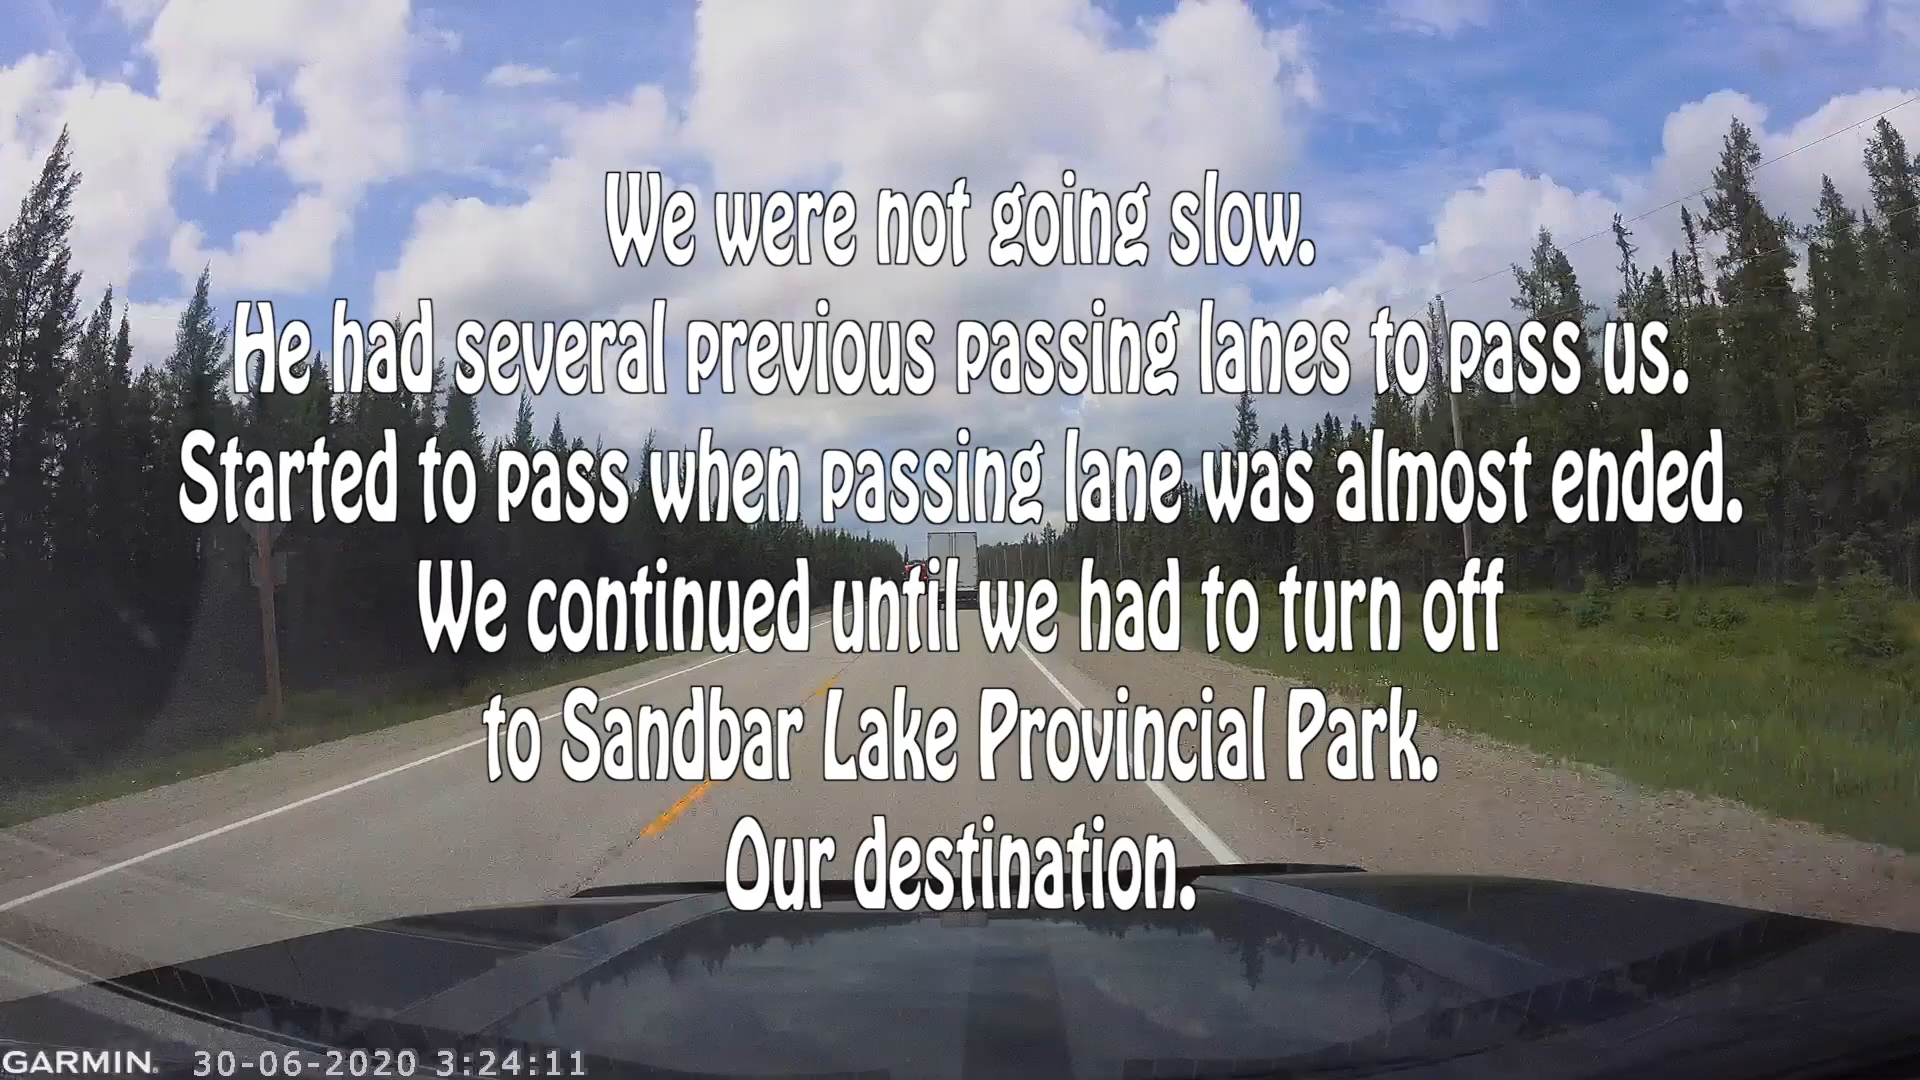 We were not going slow.
He had several previous passing lanes to pass us.
Started to pass when passing lane was almost ended.
We continued until we had to turn off
to Sandbar Lake Provincial Park.
Our destination.
GARMIN. 30-06-2020 3:24:11